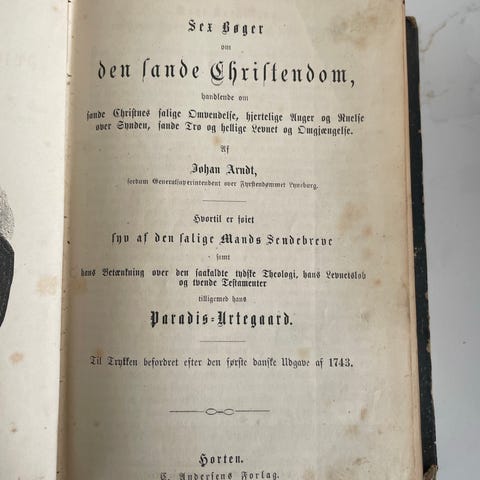 Sex Bøger
om
den sande Christendom,
handlende om
sande Christnes salige Omvendelse, hjertelige Anger og Ruelse
over Synden, sande Tro og hellige Levnet og Omgjængelse.
Af
Johan Arndt,
fordum Generalsuperintendent over Fyrstendømmet Lyneburg.
Hvortil er føiet
syv af den salige Mands Sendebreve
samt
hans Betænkning over den saakaldte tydske Theologi, hans Levnetsløb
og tvende Testamenter
tilligemed hans
Paradis-Urtegaard.
Til Trykken befordret efter den første danske Udgave af 1743.
Horten.
C. Andersens Forlag.